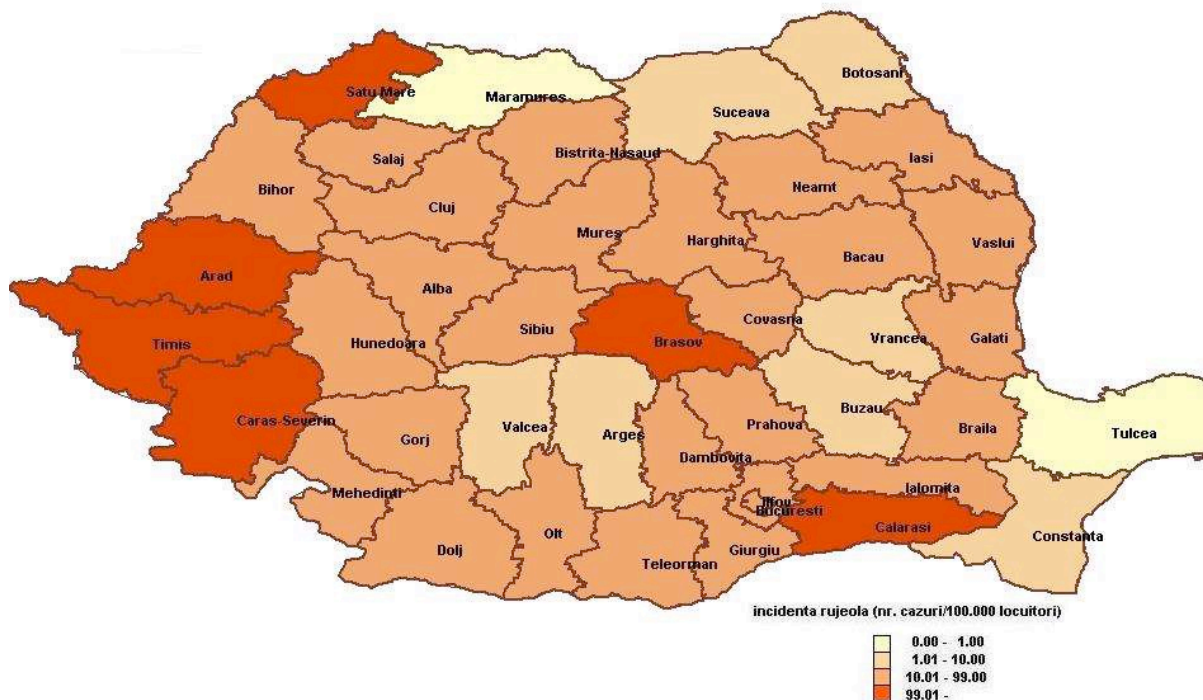 Botosani
Satu Mare
Maramures
Suceava
Salaj
Bistrita-Nasaud
Iasi
Bihor
Cluj
Neamt
Mures
Harghita
Vaslui
Bacau
Arad
Alba
Covasna
Sibiu
Timis
Hunedoara
Brasov
Vrancea
Galati
Buzau
Caras-Severin
Valcea
Prahova
Braila
Tulcea
Gorj
Arges
Dambovita
Mehedinti
Ialomita
Ilfov
Bucuresti
Calarasi
Constanta
Olt
Dolj
Giurgiu
Teleorman
incidenta rujeola (nr. cazuri/100.000 locuitori)
0.00 - 1.00
1.01 - 10.00
10.01 - 99.00
99.01 -